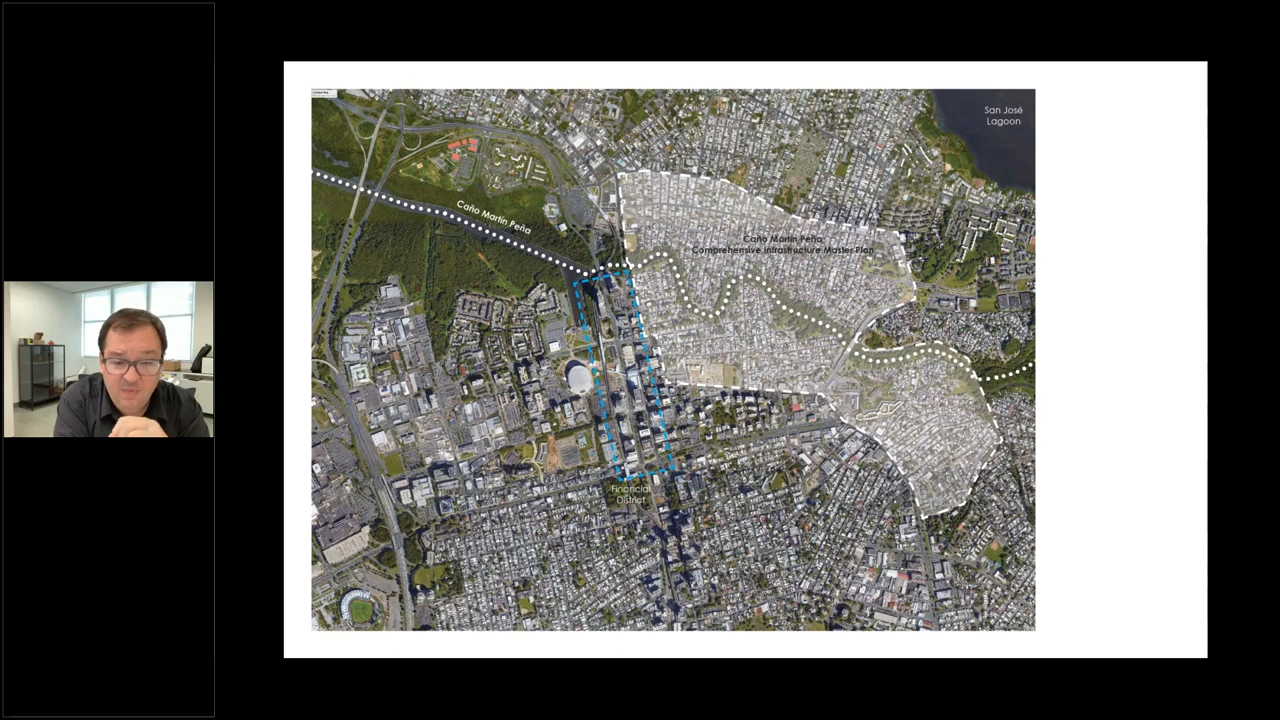 San José
Lagoon
Caño Martín Peña
Caño Martín Peña
Comprehensive Infrastructure Master Plan
Financial
District